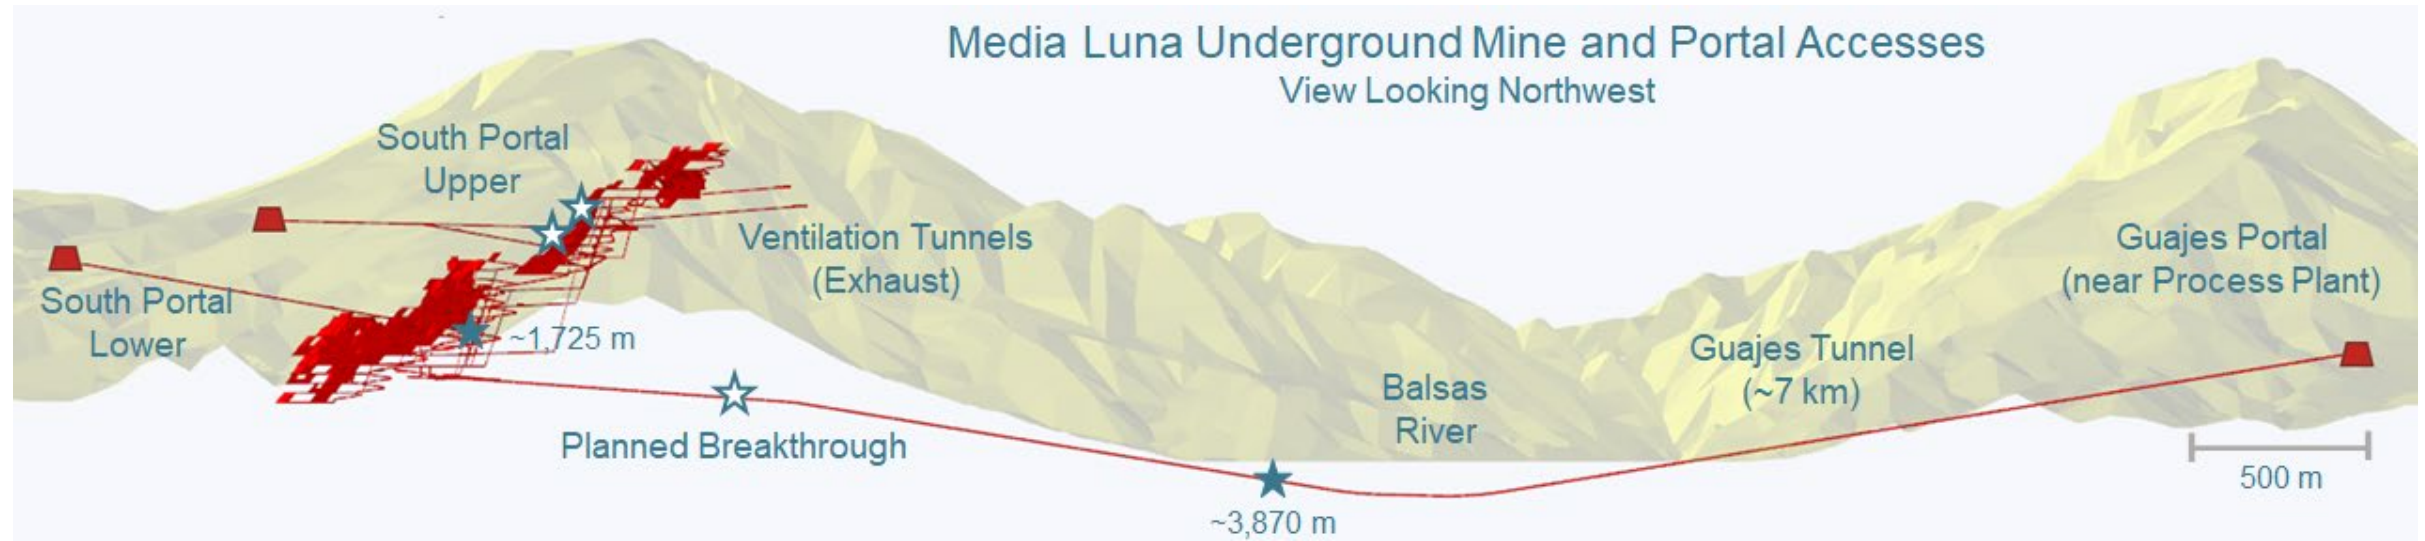 Media Luna Underground Mine and Portal Accesses
View Looking Northwest
South Portal
Upper
Ventilation Tunnels
(Exhaust)
Guajes Portal
(near Process Plant)
South Portal
Lower
~1,725 m
Guajes Tunnel
(~7 km)
Balsas
River
Planned Breakthrough
500 m
~3,870 m